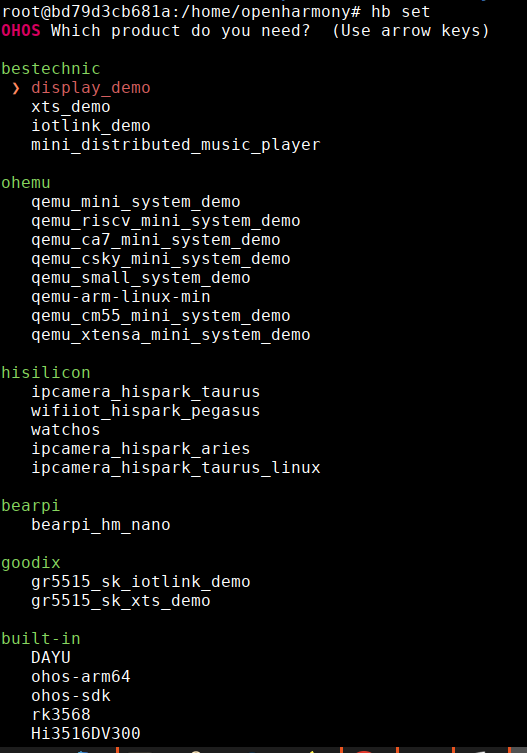 root@bd79d3cb681a:/home/openharmony# hb set
OHOS Which product do you need?  (Use arrow keys)
bestechnic
❯ display_demo
xts_demo
iotlink_demo
mini_distributed_music_player
ohemu
qemu_mini_system_demo
qemu_riscv_mini_system_demo
qemu_ca7_mini_system_demo
qemu_csky_mini_system_demo
qemu_small_system_demo
qemu-arm-linux-min
qemu_cm55_mini_system_demo
qemu_xtensa_mini_system_demo
hisilicon
ipcamera_hispark_taurus
wifiiot_hispark_pegasus
watchos
ipcamera_hispark_aries
ipcamera_hispark_taurus_linux
bearpi
bearpi_hm_nano
goodix
gr5515_sk_iotlink_demo
gr5515_sk_xts_demo
built-in
DAYU
ohos-arm64
ohos-sdk
rk3568
Hi3516DV300